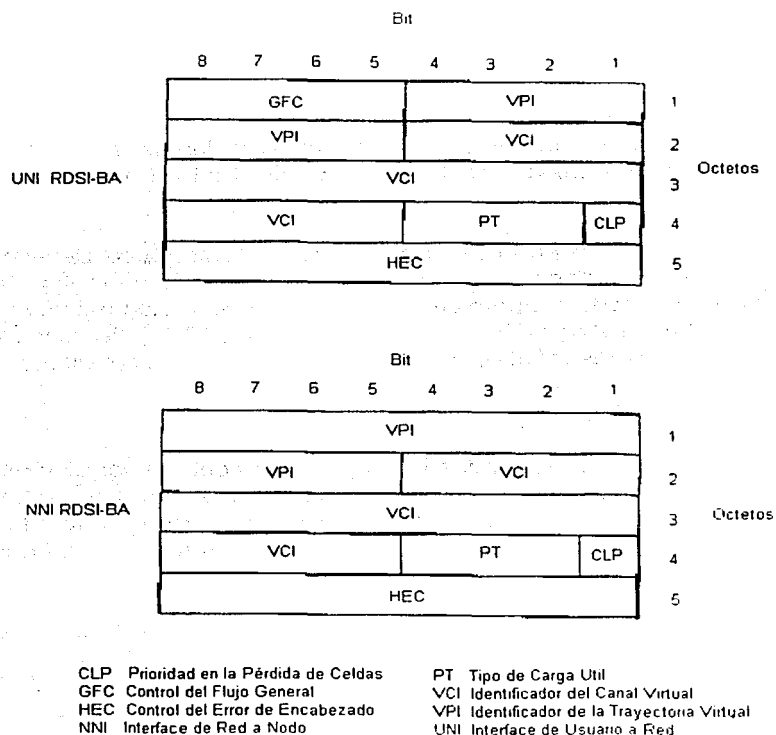 Bit
8 7 6 5 4 3 2 1
GFC VPI 1
VPI VCI 2
UNI RDSI-BA VCI 3 Octetos
VCI PT CLP 4
HEC 5
Bit
8 7 6 5 4 3 2 1
VPI 1
VPI VCI 2
NNI RDSI-BA VCI 3 Octetos
VCI PT CLP 4
HEC 5
CLP Prioridad en la Pérdida de Celdas PT Tipo de Carga Util
GFC Control del Flujo General VCI Identificador del Canal Virtual
HEC Control del Error de Encabezado VPI Identificador de la Trayectoria Virtual
NNI Interface de Red a Nodo UNI Interface de Usuario a Red